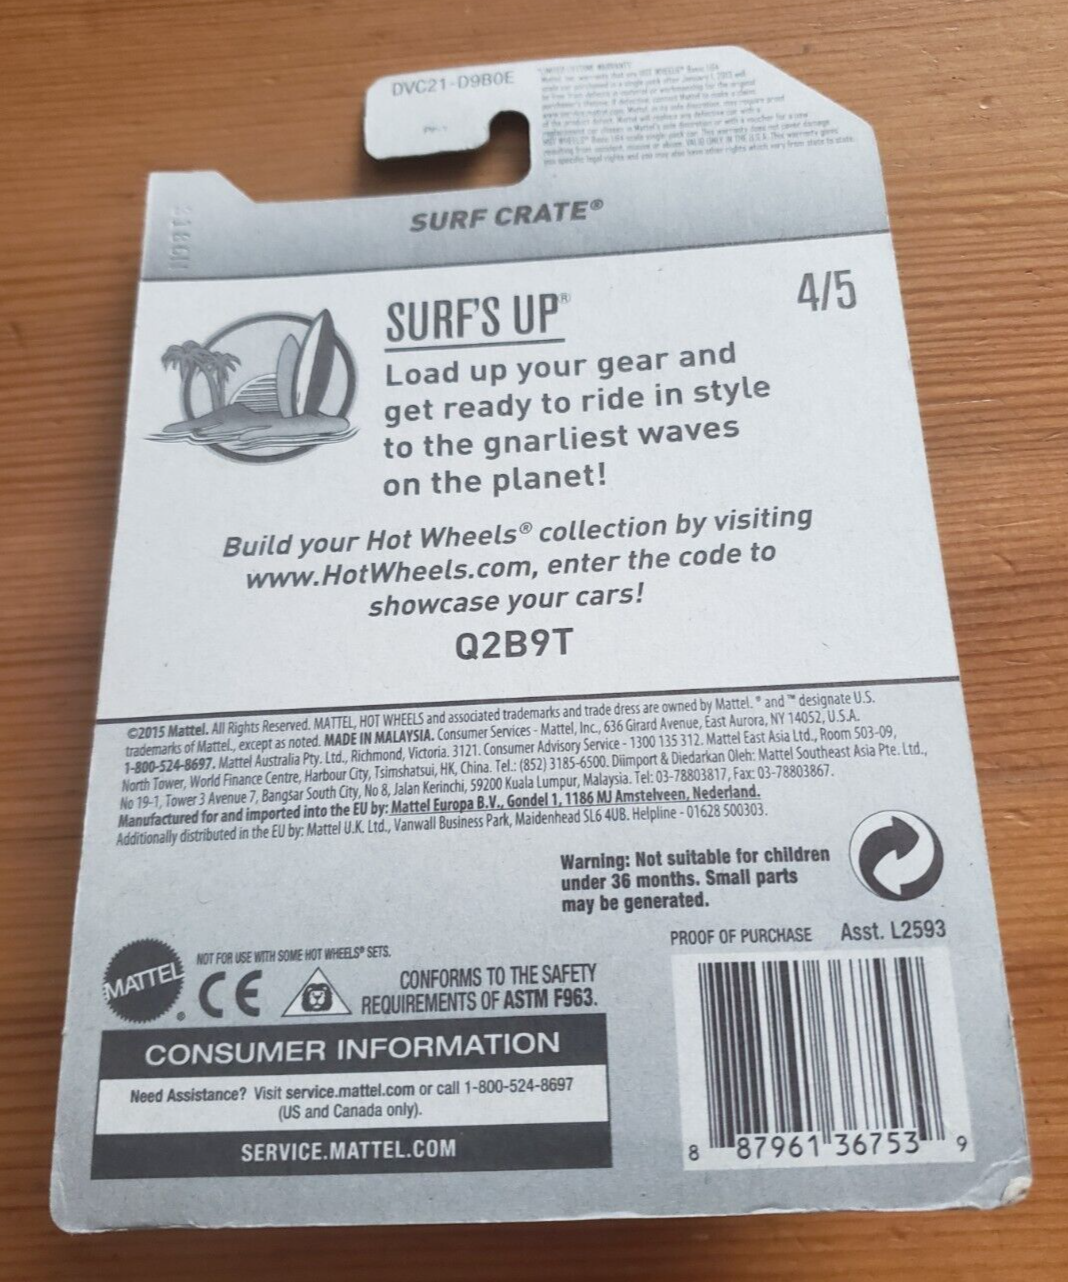 DVC21-D9B0E
SURF CRATE®
SURF'S UP®
4/5
Load up your gear and
get ready to ride in style
to the gnarliest waves
on the planet!
Build your Hot Wheels® collection by visiting
www.HotWheels.com, enter the code to
showcase your cars!
Q2B9T
©2015 Mattel. All Rights Reserved. MATTEL, HOT WHEELS and associated trademarks and trade dress are owned by Mattel. ® and ™ designate U.S.
trademarks of Mattel., except as noted. MADE IN MALAYSIA. Consumer Services - Mattel, Inc., 636 Girard Avenue, East Aurora, NY 14052, U.S.A.
1-800-524-8697. Mattel Australia Pty. Ltd., Richmond, Victoria. 3121. Consumer Advisory Service - 1300 135 312. Mattel East Asia Ltd., Room 503-09,
North Tower, World Finance Centre, Harbour City, Tsimshatsui, HK, China. Tel.: (852) 3185-6500. Diimport & Diedarkan Oleh: Mattel Southeast Asia Pte. Ltd.,
No 19-1, Tower 3 Avenue 7, Bangsar South City, No 8, Jalan Kerinchi, 59200 Kuala Lumpur, Malaysia. Tel: 03-78803817, Fax: 03-78803867.
Manufactured for and imported into the EU by: Mattel Europa B.V., Gondel 1, 1186 MJ Amstelveen, Nederland.
Additionally distributed in the EU by: Mattel U.K. Ltd., Vanwall Business Park, Maidenhead SL6 4UB. Helpline - 01628 500303.
Warning: Not suitable for children
under 36 months. Small parts
may be generated.
PROOF OF PURCHASE Asst. L2593
NOT FOR USE WITH SOME HOT WHEELS® SETS.
MATTEL®
CE
CONFORMS TO THE SAFETY
REQUIREMENTS OF ASTM F963.
CONSUMER INFORMATION
Need Assistance? Visit service.mattel.com or call 1-800-524-8697
(US and Canada only).
SERVICE.MATTEL.COM
8 87961 36753 9